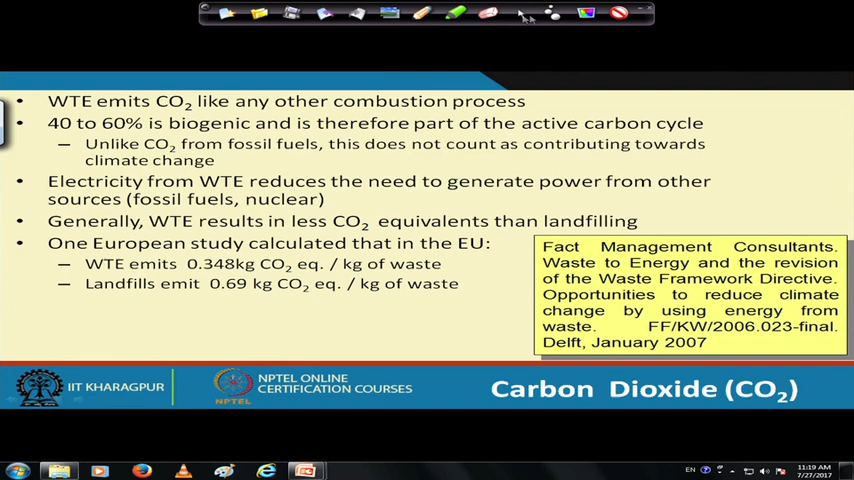 • WTE emits CO₂ like any other combustion process
• 40 to 60% is biogenic and is therefore part of the active carbon cycle
– Unlike CO₂ from fossil fuels, this does not count as contributing towards
climate change
• Electricity from WTE reduces the need to generate power from other
sources (fossil fuels, nuclear)
• Generally, WTE results in less CO₂ equivalents than landfilling
• One European study calculated that in the EU:
– WTE emits 0.348kg CO₂ eq. / kg of waste
– Landfills emit 0.69 kg CO₂ eq. / kg of waste
Fact Management Consultants.
Waste to Energy and the revision
of the Waste Framework Directive.
Opportunities to reduce climate
change by using energy from
waste. FF/KW/2006.023-final.
Delft, January 2007
IIT KHARAGPUR
NPTEL
NPTEL ONLINE
CERTIFICATION COURSES
Carbon Dioxide (CO₂)
EN
11:19 AM
7/27/2017